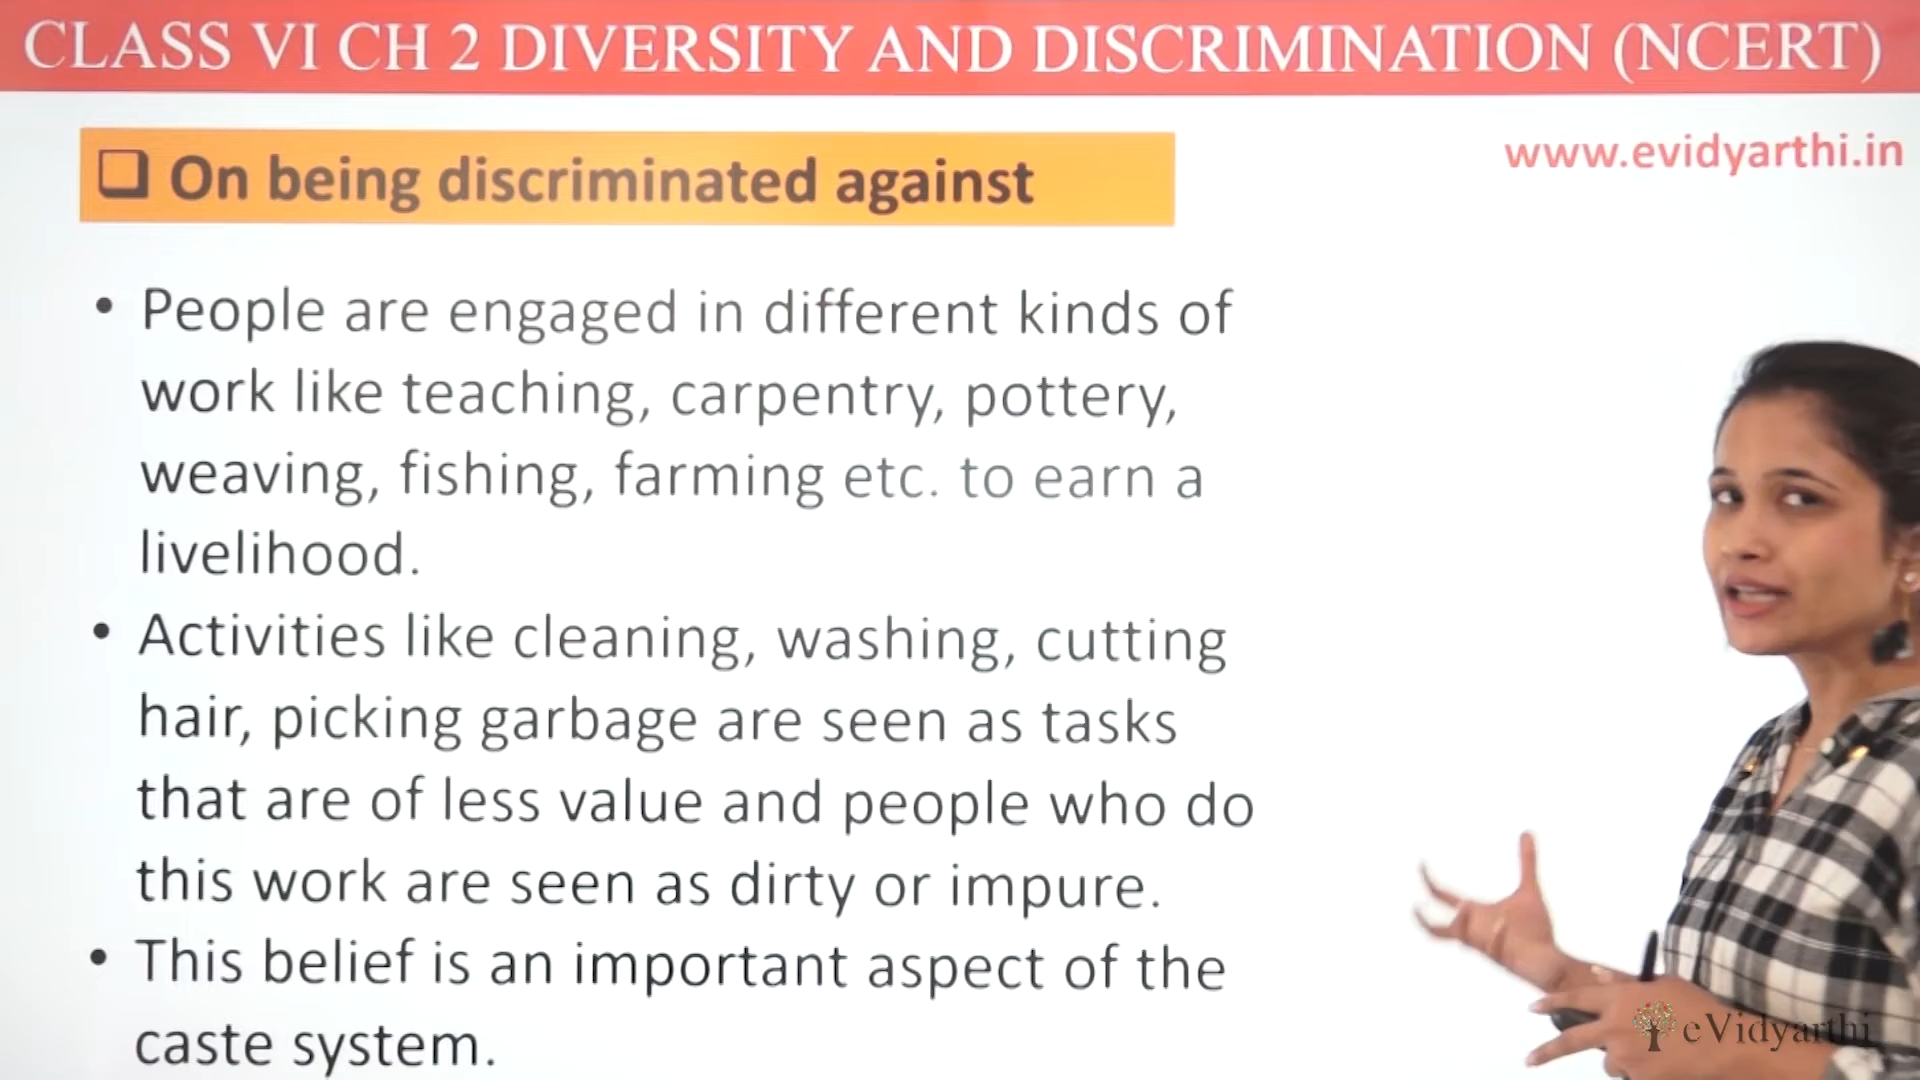 CLASS VI CH 2 DIVERSITY AND DISCRIMINATION (NCERT)
www.evidyarthi.in
On being discriminated against
• People are engaged in different kinds of
work like teaching, carpentry, pottery,
weaving, fishing, farming etc. to earn a
livelihood.
• Activities like cleaning, washing, cutting
hair, picking garbage are seen as tasks
that are of less value and people who do
this work are seen as dirty or impure.
• This belief is an important aspect of the
caste system.
eVidyarthi